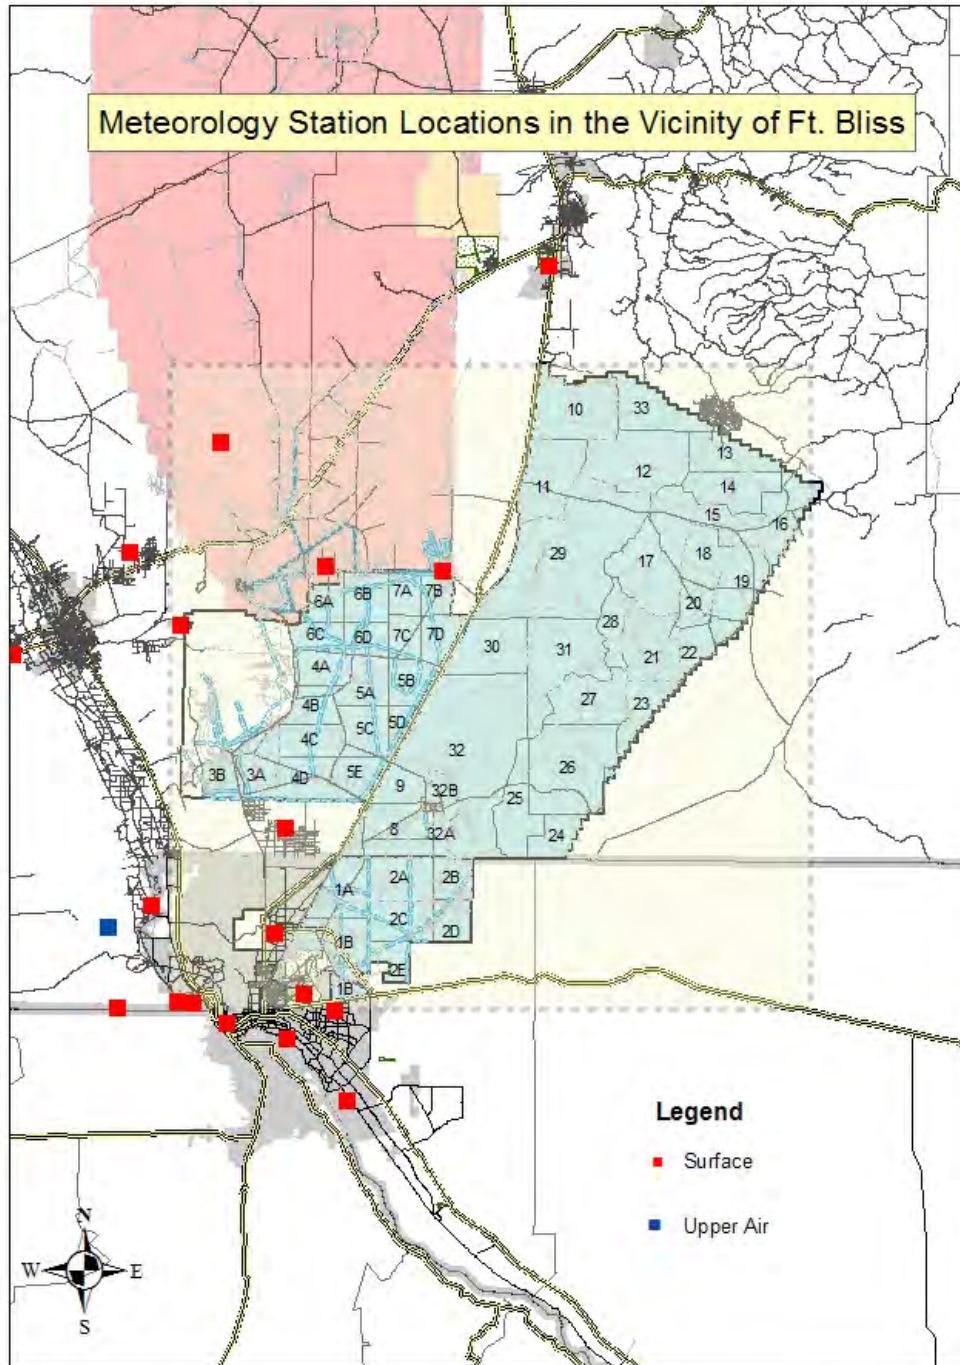 Meteorology Station Locations in the Vicinity of Ft. Bliss
10
33
13
12
14
11
15
16
29
18
17
19
7A
7B
6B
6A
20
28
6C
6D
7C
7D
30
31
21
22
4A
5B
5A
27
23
4B
5D
5C
4C
32
26
3B
3A
4D
5E
9
32B
25
8
32A
24
1A
2A
2B
2C
2D
1B
2E
1B
Legend
Surface
Upper Air
N
W
E
S